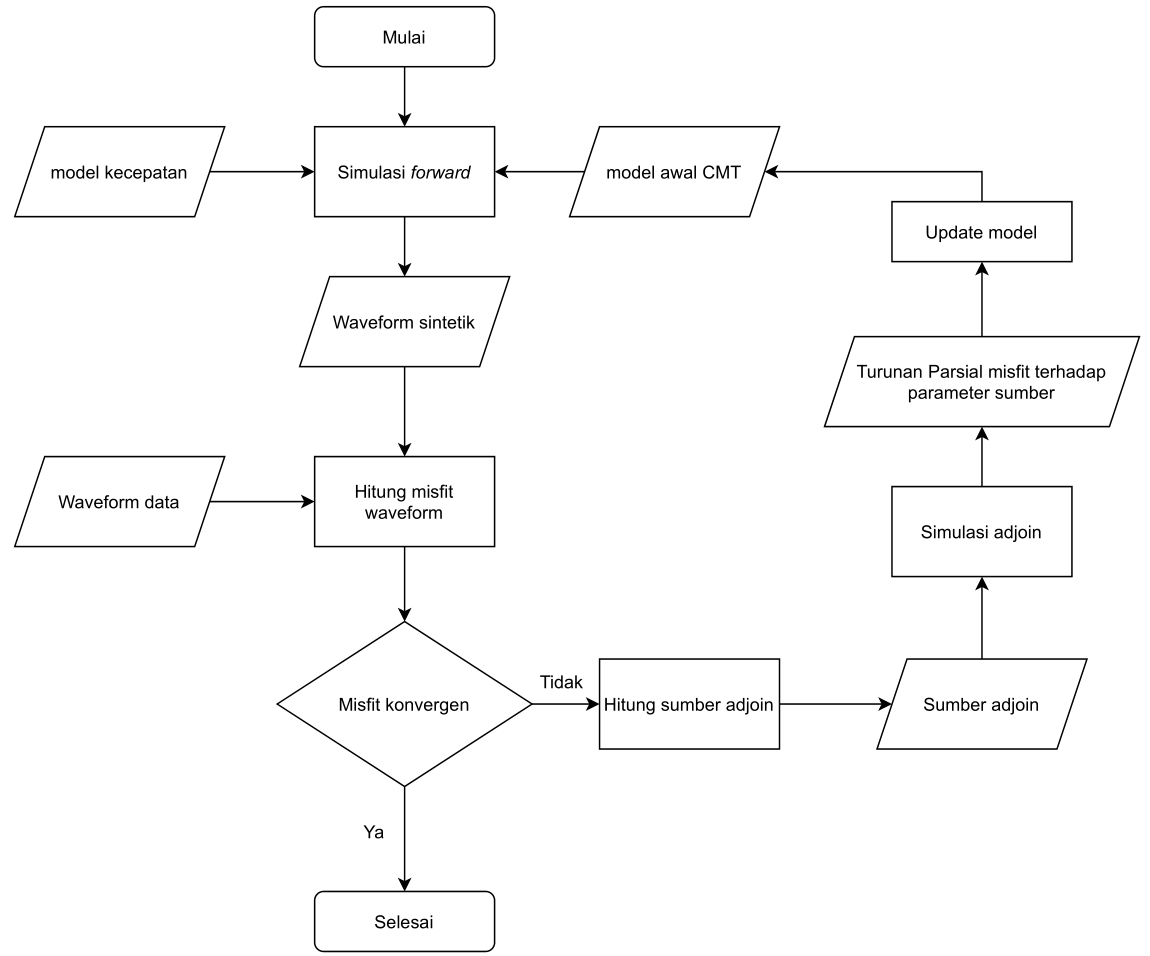 Mulai
model kecepatan
Simulasi forward
model awal CMT
Update model
Waveform sintetik
Turunan Parsial misfit terhadap
parameter sumber
Waveform data
Hitung misfit
waveform
Simulasi adjoin
Misfit konvergen
Tidak
Hitung sumber adjoin
Sumber adjoin
Ya
Selesai